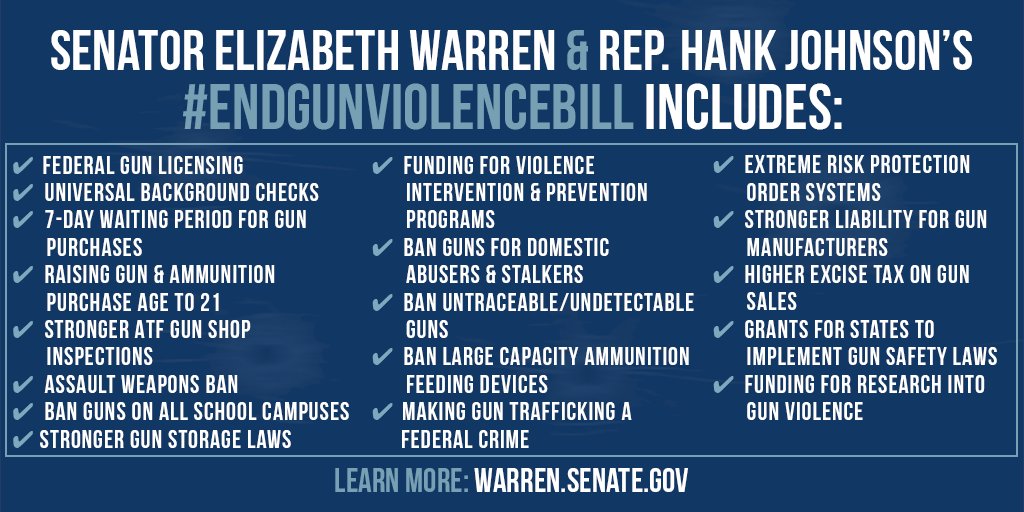 SENATOR ELIZABETH WARREN & REP. HANK JOHNSON'S
#ENDGUNVIOLENCEBILL INCLUDES:
✔ FEDERAL GUN LICENSING
✔ UNIVERSAL BACKGROUND CHECKS
✔ 7-DAY WAITING PERIOD FOR GUN
PURCHASES
✔ RAISING GUN & AMMUNITION
PURCHASE AGE TO 21
✔ STRONGER ATF GUN SHOP
INSPECTIONS
✔ ASSAULT WEAPONS BAN
✔ BAN GUNS ON ALL SCHOOL CAMPUSES
✔ STRONGER GUN STORAGE LAWS
✔ FUNDING FOR VIOLENCE
INTERVENTION & PREVENTION
PROGRAMS
✔ BAN GUNS FOR DOMESTIC
ABUSERS & STALKERS
✔ BAN UNTRACEABLE/UNDETECTABLE
GUNS
✔ BAN LARGE CAPACITY AMMUNITION
FEEDING DEVICES
✔ MAKING GUN TRAFFICKING A
FEDERAL CRIME
✔ EXTREME RISK PROTECTION
ORDER SYSTEMS
✔ STRONGER LIABILITY FOR GUN
MANUFACTURERS
✔ HIGHER EXCISE TAX ON GUN
SALES
✔ GRANTS FOR STATES TO
IMPLEMENT GUN SAFETY LAWS
✔ FUNDING FOR RESEARCH INTO
GUN VIOLENCE
LEARN MORE: WARREN.SENATE.GOV